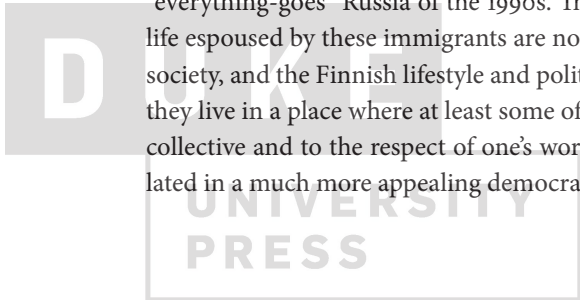 "everything-goes" Russia of the 1990s. Th
life espoused by these immigrants are no
society, and the Finnish lifestyle and polit
they live in a place where at least some of
collective and to the respect of one's wor
lated in a much more appealing democra
DUKE
UNIVERSITY
PRESS